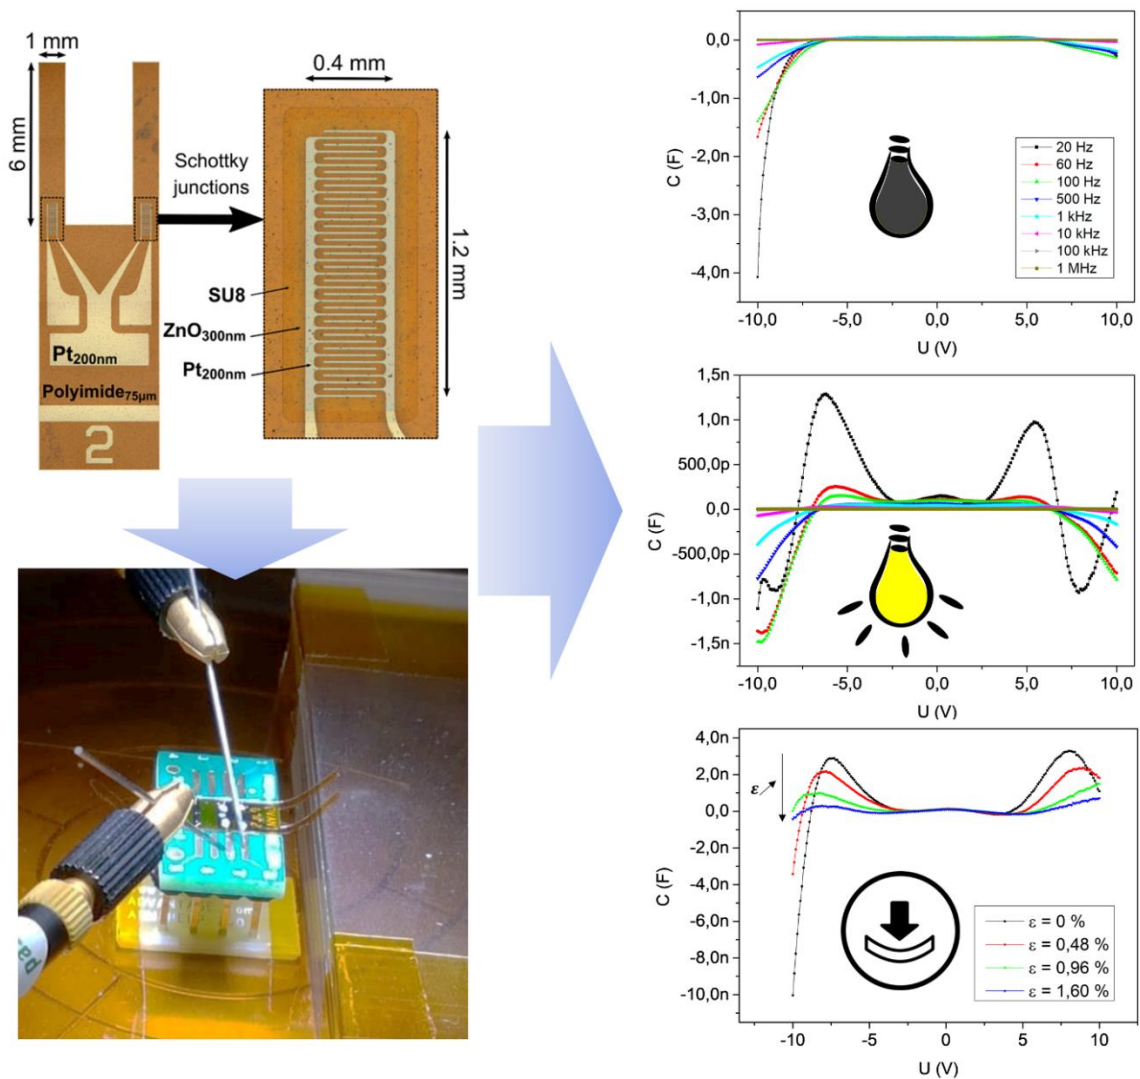 1 mm
6 mm
Schottky
junctions
0.4 mm
1.2 mm
SU8
ZnO300nm
Pt200nm
Pt200nm
Polyimide75µm
2
C (F)
0,0
-1,0n
-2,0n
-3,0n
-4,0n
20 Hz
60 Hz
100 Hz
500 Hz
1 kHz
10 kHz
100 kHz
1 MHz
-10,0 -5,0 0,0 5,0 10,0
U (V)
C (F)
1,5n
1,0n
500,0p
0,0
-500,0p
-1,0n
-1,5n
-10,0 -5,0 0,0 5,0 10,0
U (V)
C (F)
4,0n
2,0n
0,0
-2,0n
-4,0n
-6,0n
-8,0n
-10,0n
ε
ε = 0 %
ε = 0,48 %
ε = 0,96 %
ε = 1,60 %
-10 -5 0 5 10
U (V)